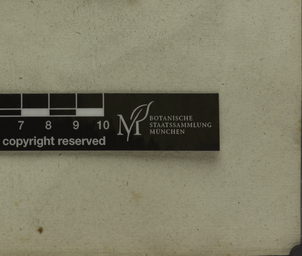 7 8 9 10
copyright reserved
M BOTANISCHE
STAATSSAMMLUNG
MÜNCHEN